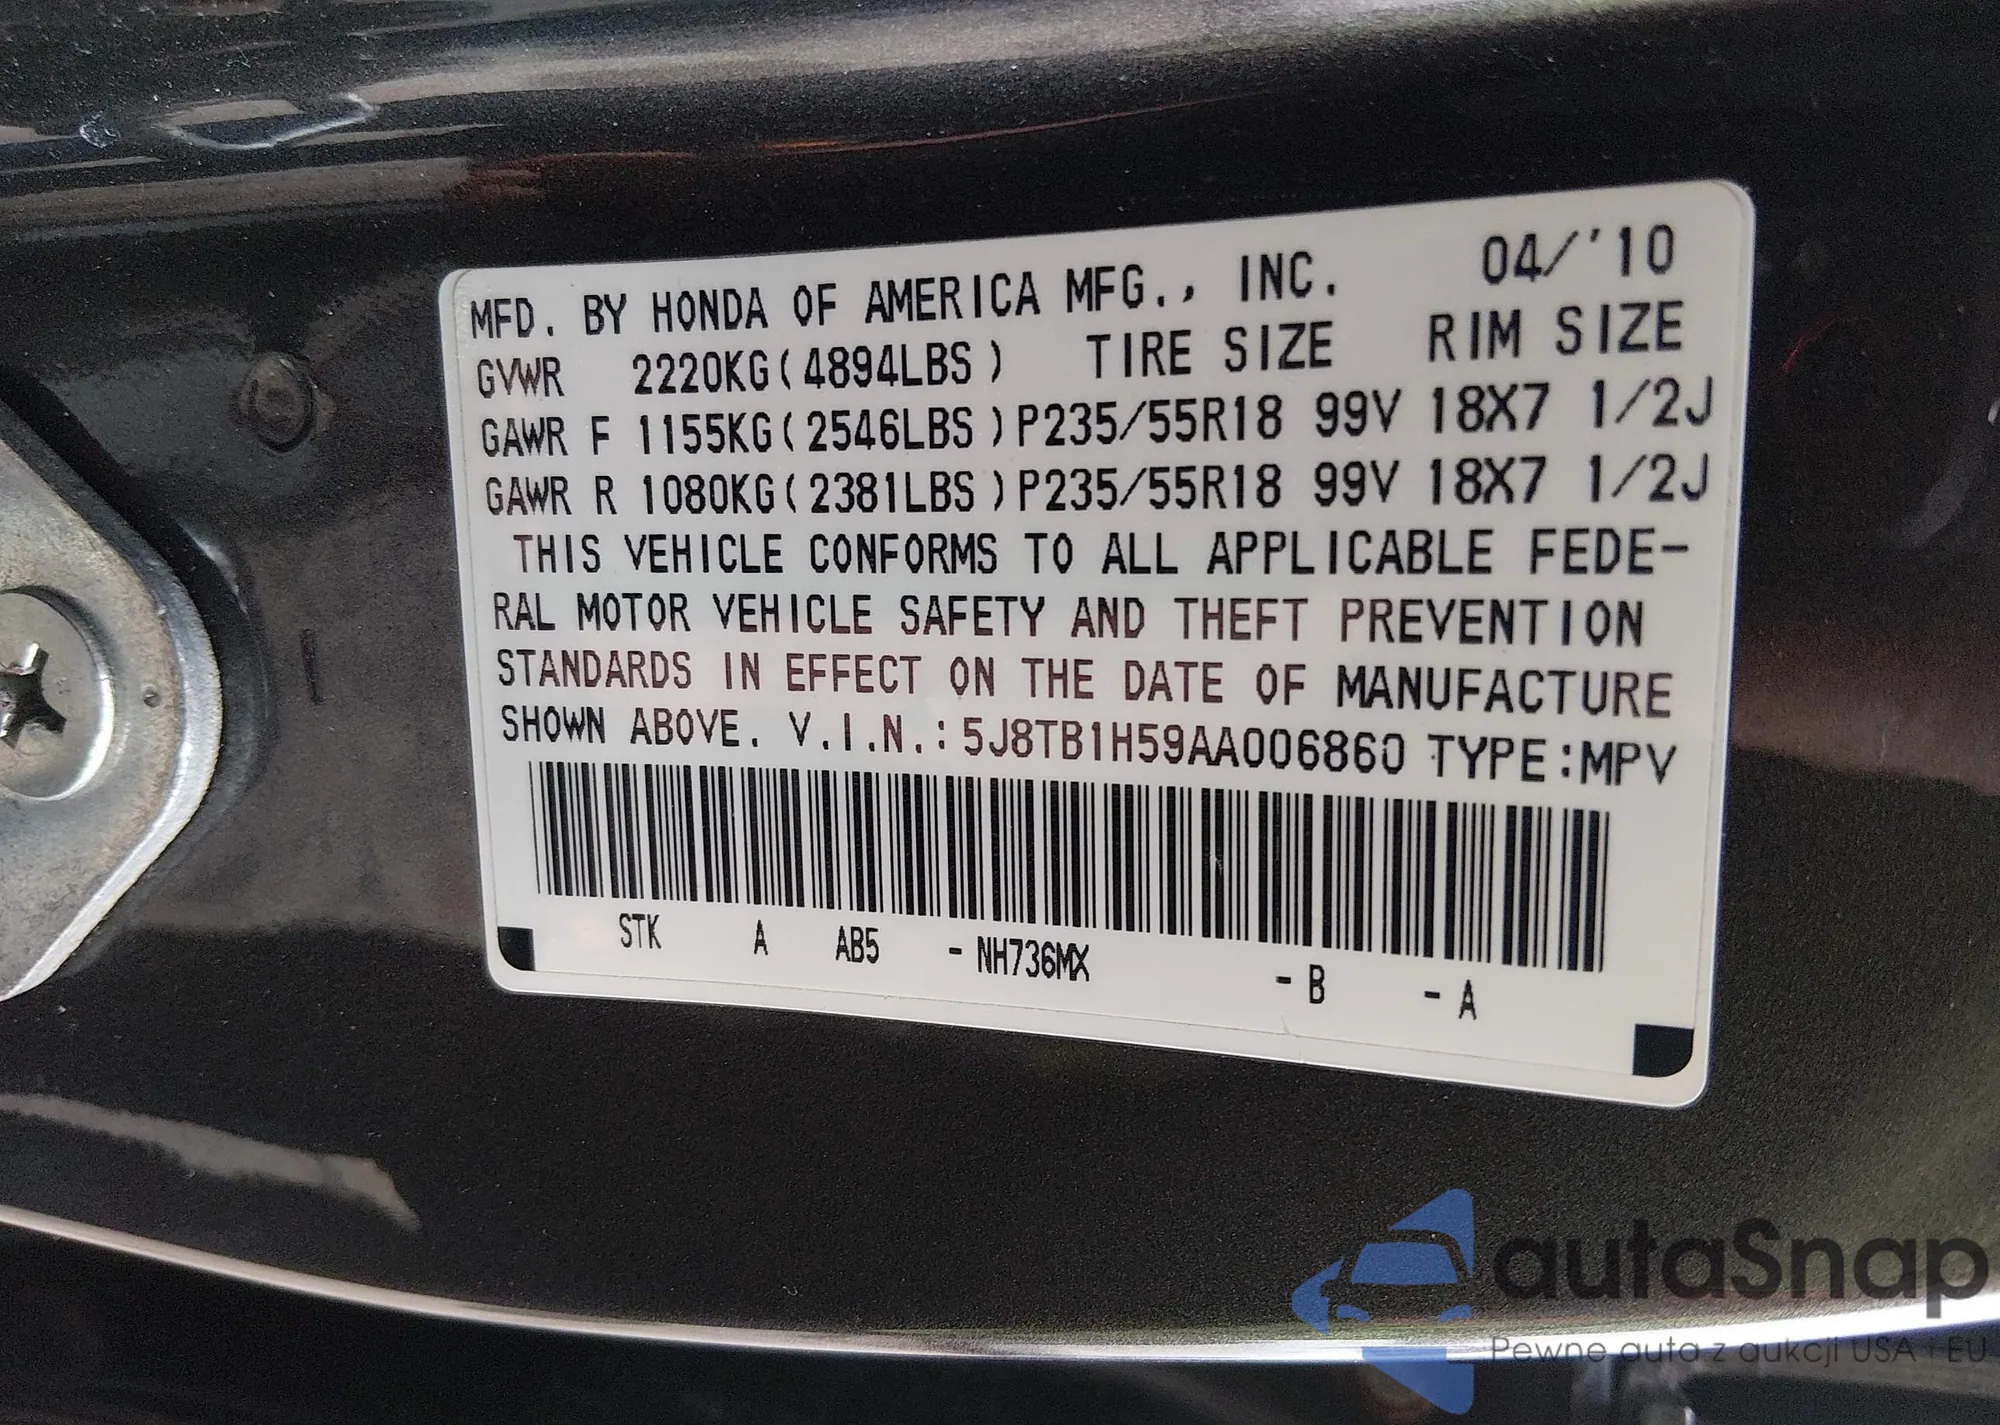 MFD. BY HONDA OF AMERICA MFG., INC. 04/'10
GVWR 2220KG(4894LBS) TIRE SIZE RIM SIZE
GAWR F 1155KG(2546LBS)P235/55R18 99V 18X7 1/2J
GAWR R 1080KG(2381LBS)P235/55R18 99V 18X7 1/2J
THIS VEHICLE CONFORMS TO ALL APPLICABLE FEDE-
RAL MOTOR VEHICLE SAFETY AND THEFT PREVENTION
STANDARDS IN EFFECT ON THE DATE OF MANUFACTURE
SHOWN ABOVE. V.I.N.:5J8TB1H59AA006860 TYPE:MPV
STK A AB5 -NH736MX -B -A
autaSnap
Pewne auta z aukcji USA i EU